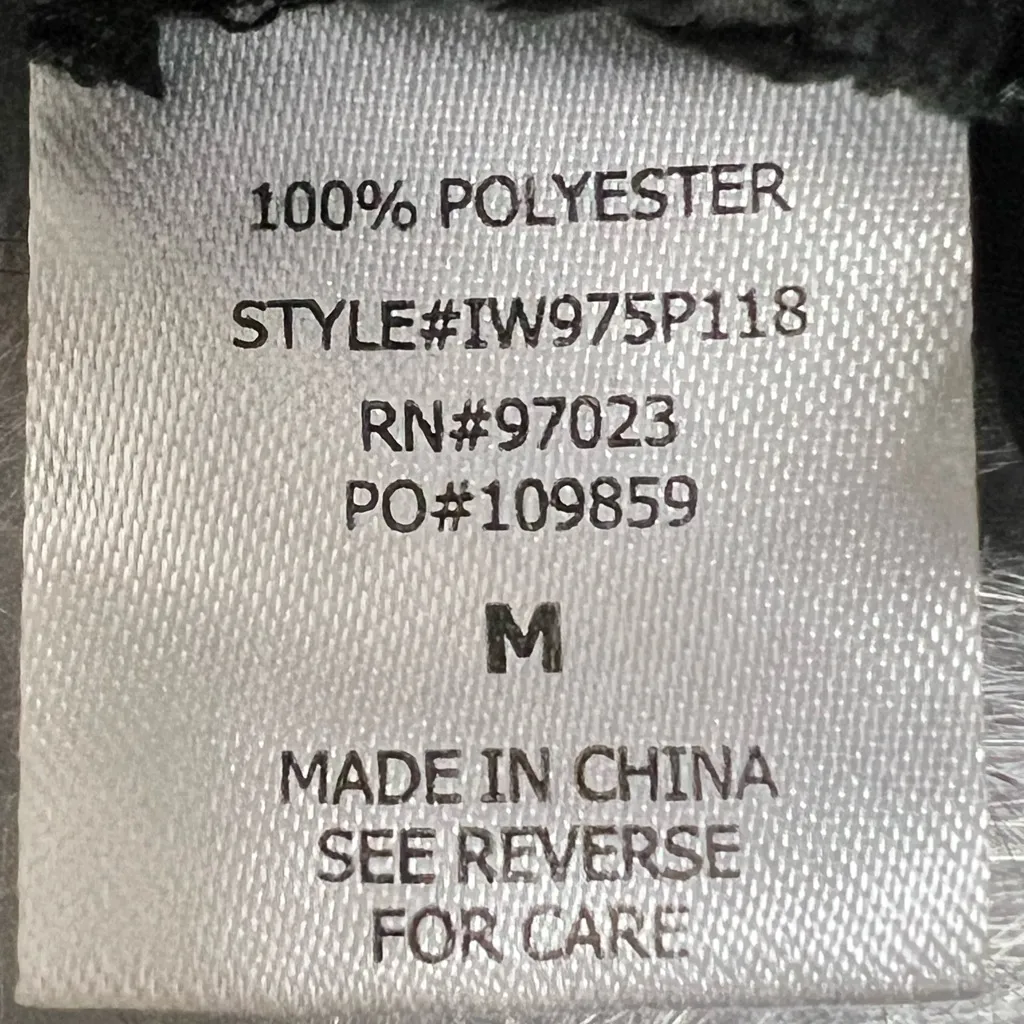 100% POLYESTER
STYLE#IW975P118
RN#97023
PO#109859
M
MADE IN CHINA
SEE REVERSE
FOR CARE